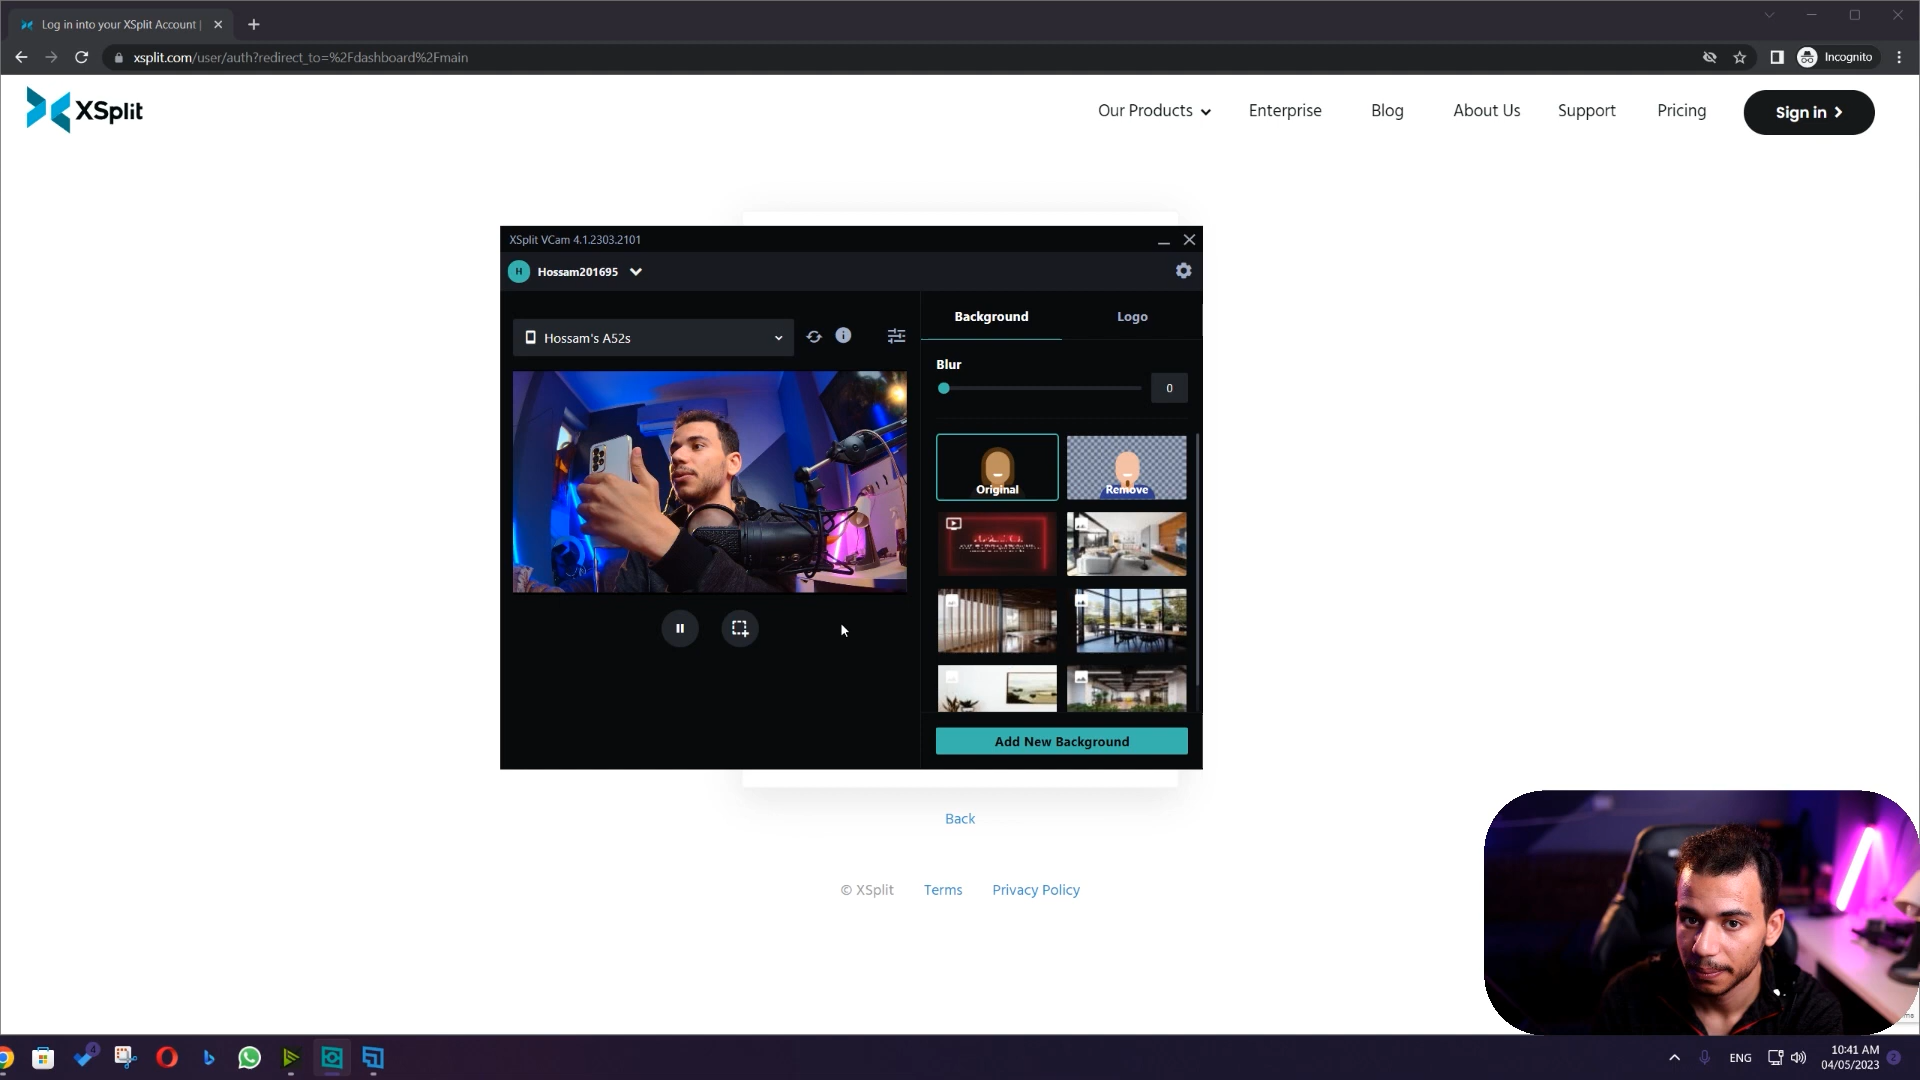 Log in into your XSplit Account |
xsplit.com/user/auth?redirect_to=%2Fdashboard%2Fmain
Incognito
XSplit
Our Products
Enterprise
Blog
About Us
Support
Pricing
Sign in
XSplit VCam 4.1.2303.2101
H
Hossam201695
Hossam's A52s
Background
Logo
Blur
0
Original
Remove
Add New Background
Back
© XSplit
Terms
Privacy Policy
4
ENG
10:41 AM
04/05/2023
2